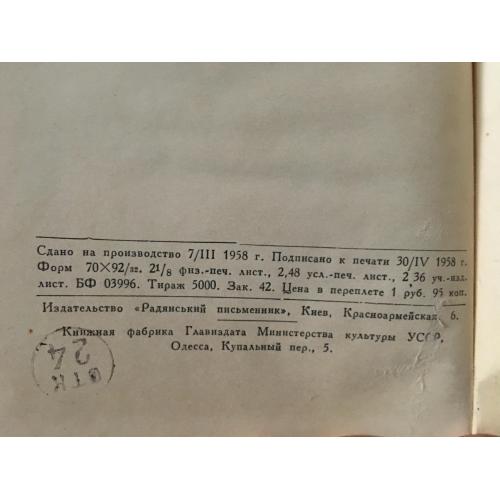 Сдано на производство 7/III 1958 г. Подписано к печати 30/IV 1958 г.
Форм 70×92/32. 2 1/8 физ.-печ. лист., 2,48 усл.-печ. лист., 2 36 уч.-изд.
лист. БФ 03996. Тираж 5000. Зак. 42. Цена в переплете 1 руб. 95 коп.
Издательство «Радянський письменник», Киев, Красноармейская, 6.
Книжная фабрика Главиздата Министерства культуры УССР,
Одесса, Купальный пер., 5.
ОТК
24